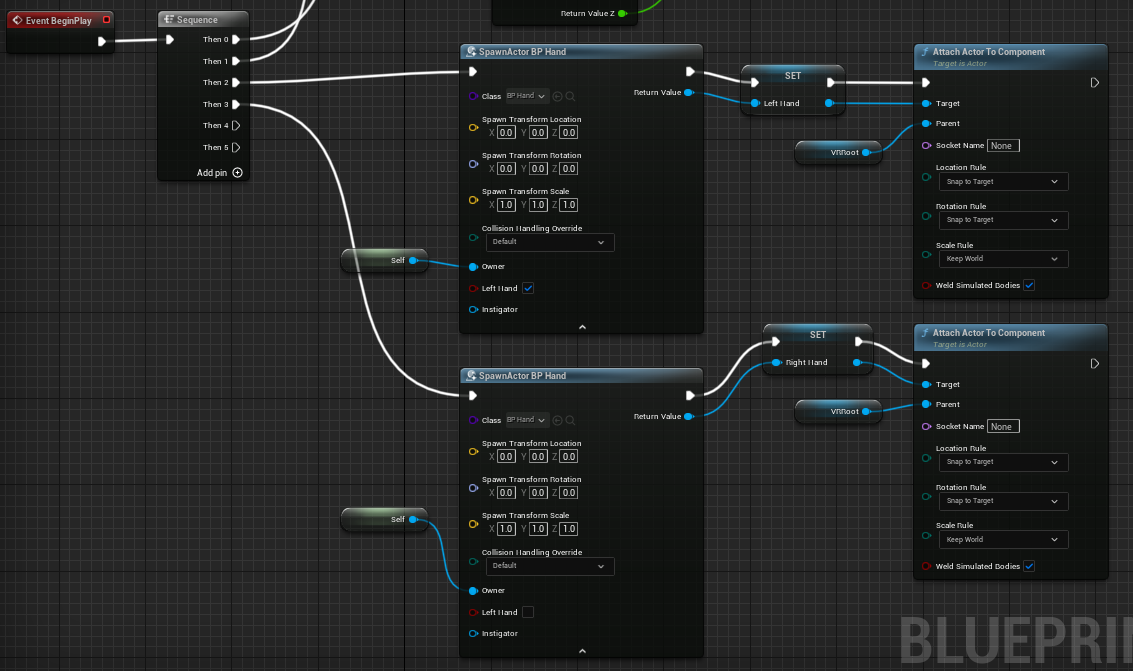 Event BeginPlay
Sequence
Then 0
Then 1
Then 2
Then 3
Then 4
Then 5
Add pin
Return Value Z
SpawnActor BP Hand
Class BP Hand
Return Value
Spawn Transform Location
X 0.0 Y 0.0 Z 0.0
Spawn Transform Rotation
X 0.0 Y 0.0 Z 0.0
Spawn Transform Scale
X 1.0 Y 1.0 Z 1.0
Collision Handling Override
Default
Self
Owner
Left Hand
Instigator
SET
Left Hand
VRRoot
Attach Actor To Component
Target is Actor
Target
Parent
Socket Name None
Location Rule
Snap to Target
Rotation Rule
Snap to Target
Scale Rule
Keep World
Weld Simulated Bodies
SpawnActor BP Hand
Class BP Hand
Return Value
Spawn Transform Location
X 0.0 Y 0.0 Z 0.0
Spawn Transform Rotation
X 0.0 Y 0.0 Z 0.0
Spawn Transform Scale
X 1.0 Y 1.0 Z 1.0
Collision Handling Override
Default
Self
Owner
Left Hand
Instigator
SET
Right Hand
VRRoot
Attach Actor To Component
Target is Actor
Target
Parent
Socket Name None
Location Rule
Snap to Target
Rotation Rule
Snap to Target
Scale Rule
Keep World
Weld Simulated Bodies
BLUEPRIN